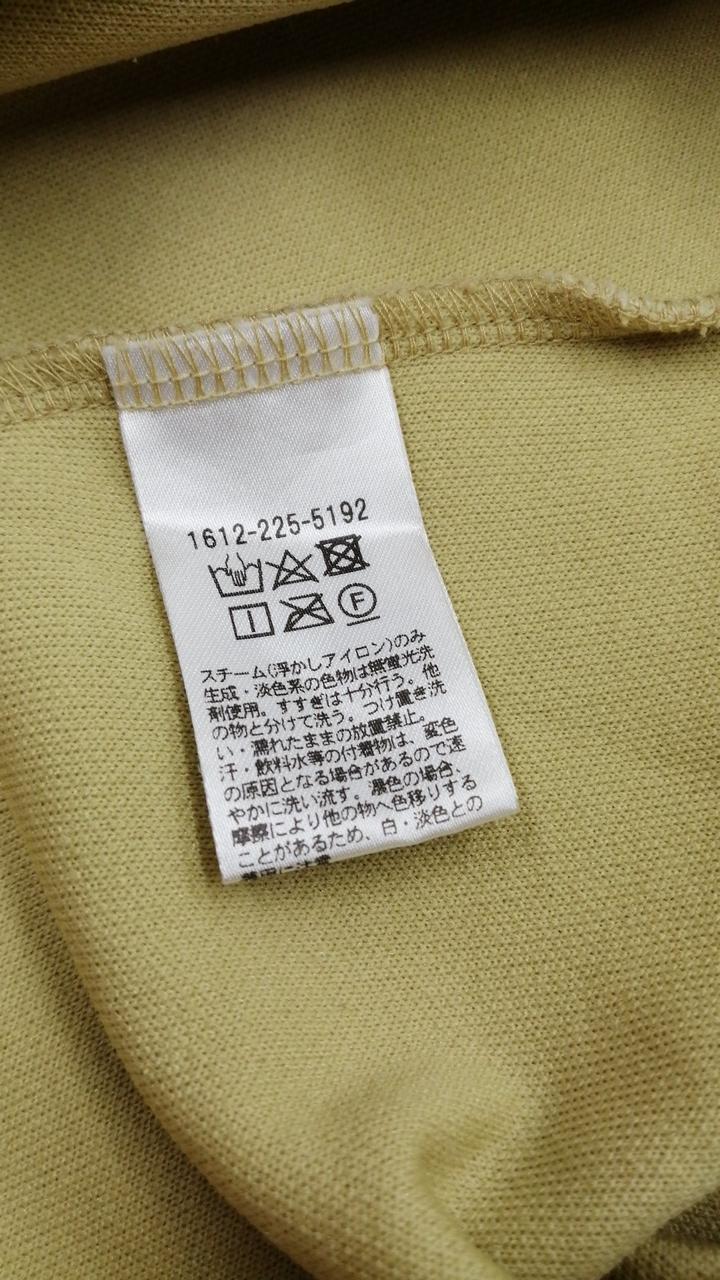 1612-225-5192
F
スチーム(浮かしアイロン)のみ
生成・淡色系の色物は無蛍光洗
剤使用。すすぎは十分行う。他
の物と分けて洗う。つけ置き洗
い・濡れたままの放置禁止。
汗・飲料水等の付着物は、変色
の原因となる場合があるので速
やかに洗い流す。濃色の場合、
摩擦により他の物へ色移りする
ことがあるため、白・淡色との